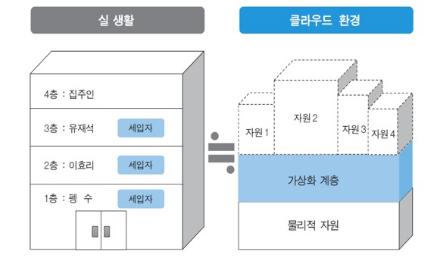 실 생활
클라우드 환경
4층 : 집주인
3층 : 유재석 세입자
2층 : 이효리 세입자
1층 : 펭 수 세입자
자원 1
자원 2
자원 3
자원 4
가상화 계층
물리적 자원